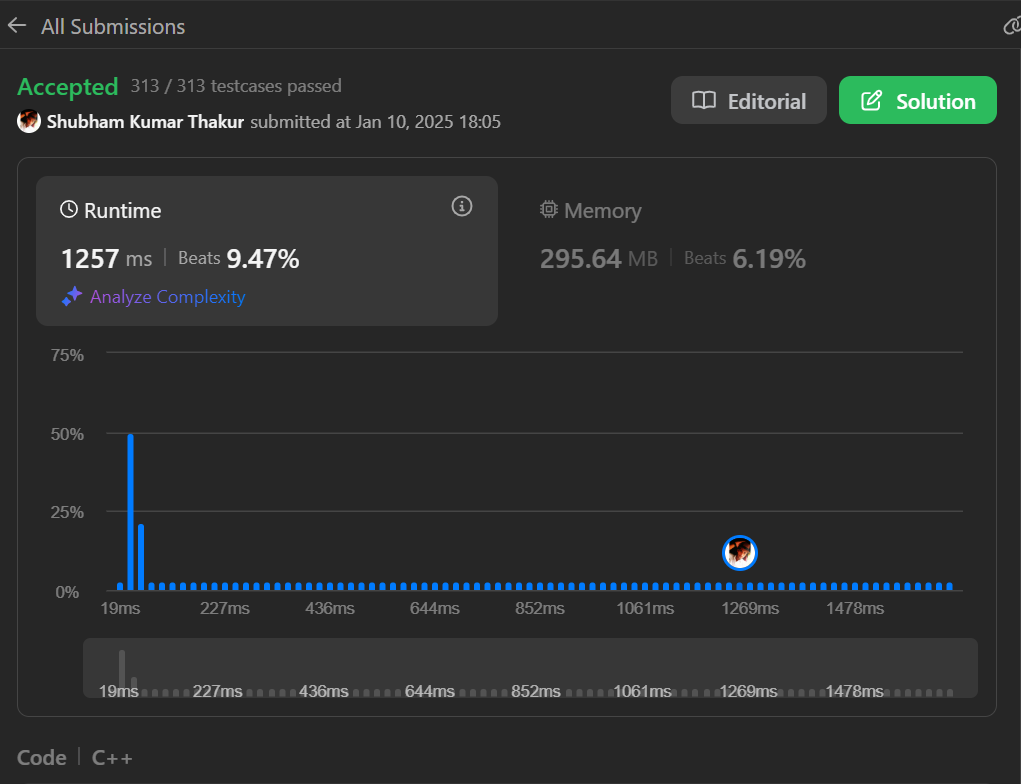 All Submissions
Accepted 313 / 313 testcases passed
Shubham Kumar Thakur submitted at Jan 10, 2025 18:05
Editorial
Solution
Runtime
1257 ms | Beats 9.47%
Analyze Complexity
Memory
295.64 MB | Beats 6.19%
75%
50%
25%
0%
19ms 227ms 436ms 644ms 852ms 1061ms 1269ms 1478ms
19ms 227ms 436ms 644ms 852ms 1061ms 1269ms 1478ms
Code | C++